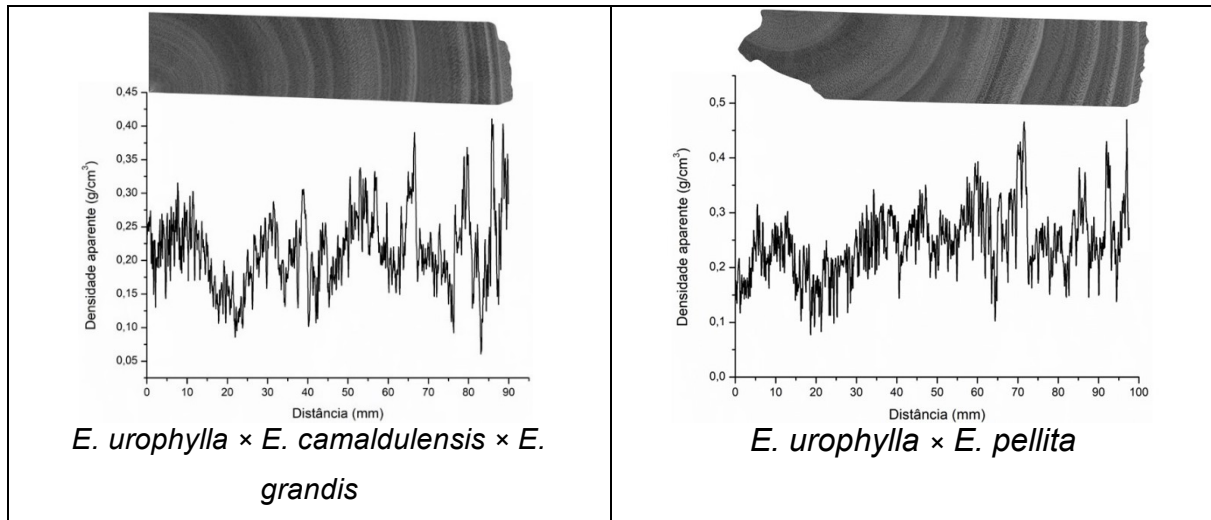 0,45
0,40
0,35
0,30
0,25
0,20
0,15
0,10
0,05
Densidade aparente (g/cm³)
0 10 20 30 40 50 60 70 80 90
Distância (mm)
E. urophylla × E. camaldulensis × E.
grandis
0,5
0,4
0,3
0,2
0,1
0,0
Densidade aparente (g/cm³)
0 10 20 30 40 50 60 70 80 90 100
Distância (mm)
E. urophylla × E. pellita